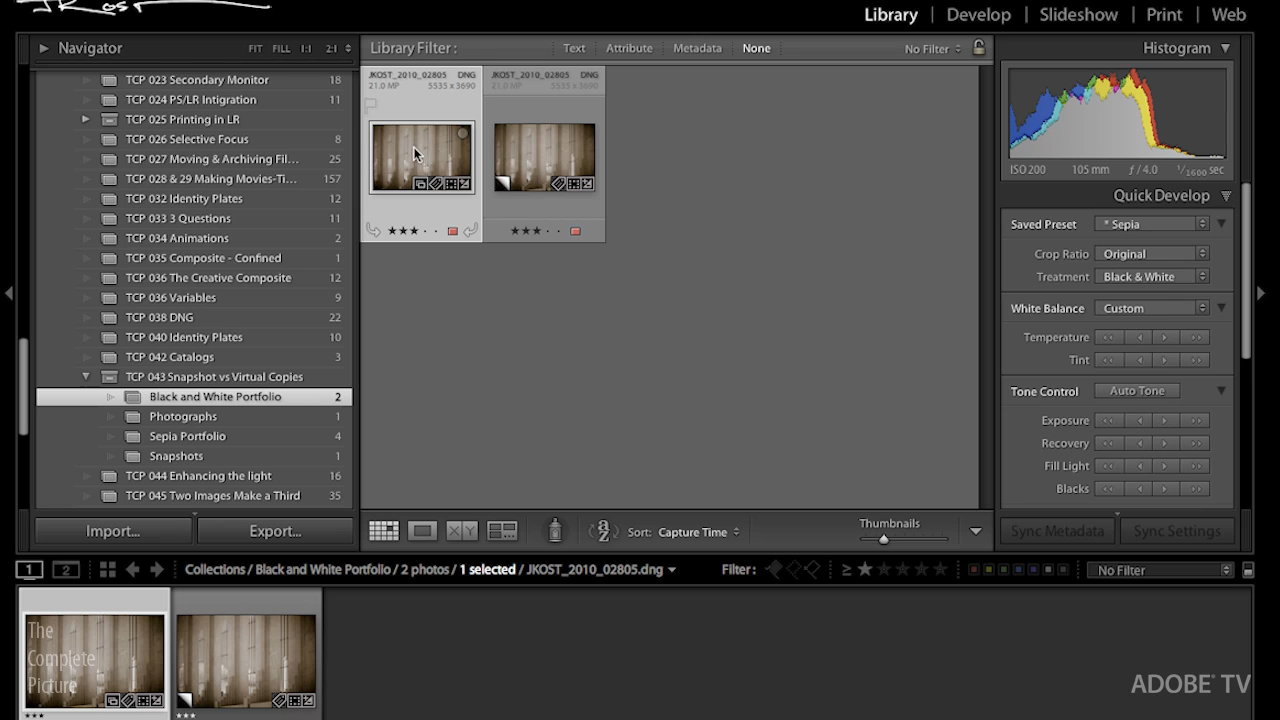 JKost
Library | Develop | Slideshow | Print | Web
Navigator FIT FILL 1:1 2:1
TCP 023 Secondary Monitor 18
TCP 024 PS/LR Intigration 11
TCP 025 Printing in LR
TCP 026 Selective Focus 8
TCP 027 Moving & Archiving Fil... 25
TCP 028 & 29 Making Movies-Ti... 157
TCP 032 Identity Plates 12
TCP 033 3 Questions 11
TCP 034 Animations 2
TCP 035 Composite - Confined 1
TCP 036 The Creative Composite 12
TCP 036 Variables 9
TCP 038 DNG 22
TCP 040 Identity Plates 10
TCP 042 Catalogs 3
TCP 043 Snapshot vs Virtual Copies
Black and White Portfolio 2
Photographs 1
Sepia Portfolio 4
Snapshots 1
TCP 044 Enhancing the light 16
TCP 045 Two Images Make a Third 35
Import... Export...
Library Filter : Text Attribute Metadata None No Filter
JKOST_2010_02805 DNG JKOST_2010_02805 DNG
21.0 MP 5535 x 3690 21.0 MP 5535 x 3690
Sort: Capture Time Thumbnails
Histogram
ISO 200 105 mm ƒ / 4.0 1/1600 sec
Quick Develop
Saved Preset * Sepia
Crop Ratio Original
Treatment Black & White
White Balance Custom
Temperature
Tint
Tone Control Auto Tone
Exposure
Recovery
Fill Light
Blacks
Sync Metadata Sync Settings
1 2 Collections / Black and White Portfolio / 2 photos / 1 selected / JKOST_2010_02805.dng Filter : ≥ No Filter
The
Complete
Picture
ADOBE® TV